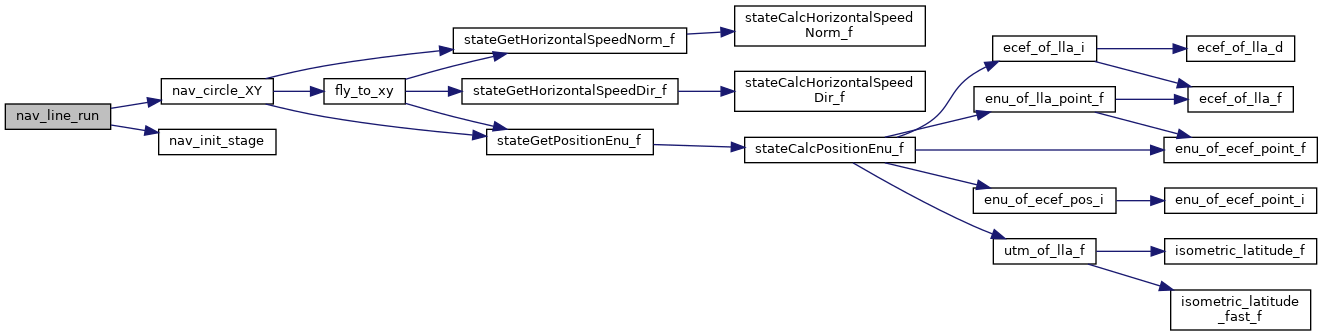 nav_line_run
nav_circle_XY
nav_init_stage
fly_to_xy
stateGetHorizontalSpeedNorm_f
stateGetHorizontalSpeedDir_f
stateGetPositionEnu_f
stateCalcHorizontalSpeed
Norm_f
stateCalcHorizontalSpeed
Dir_f
stateCalcPositionEnu_f
ecef_of_lla_i
enu_of_lla_point_f
enu_of_ecef_pos_i
utm_of_lla_f
ecef_of_lla_d
ecef_of_lla_f
enu_of_ecef_point_f
enu_of_ecef_point_i
isometric_latitude_f
isometric_latitude
_fast_f